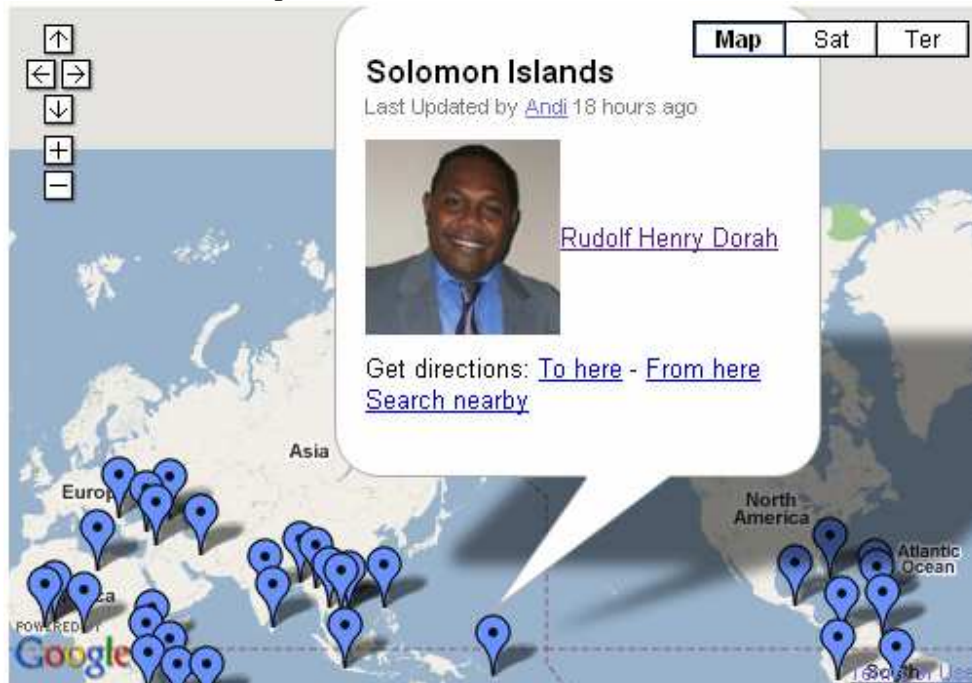 Map Sat Ter
Solomon Islands
Last Updated by Andi 18 hours ago
Rudolf Henry Dorah
Get directions: To here - From here
Search nearby
Asia
North
America
Atlantic
Ocean
POWERED BY
Google
South